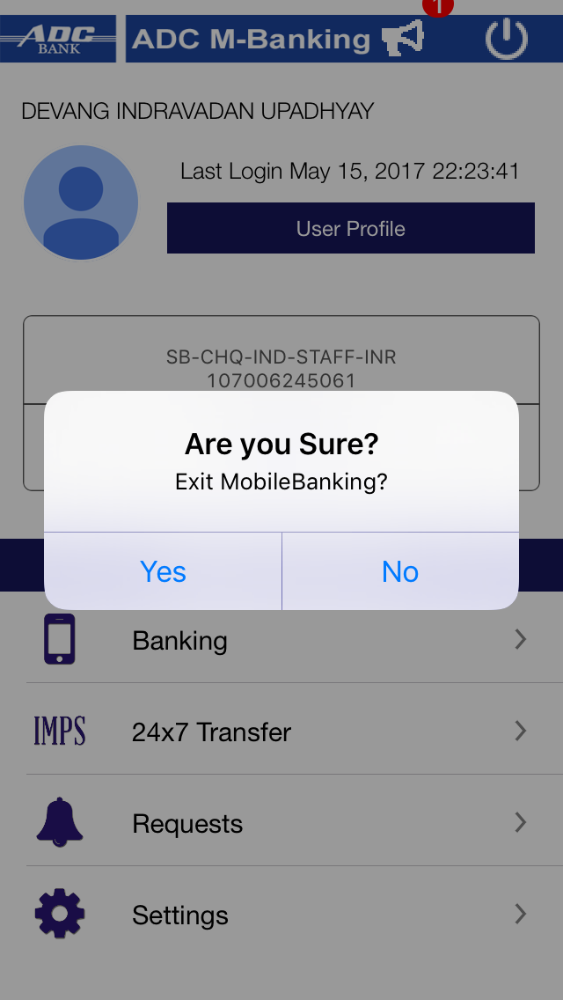 1
ADC
BANK
ADC M-Banking
DEVANG INDRAVADAN UPADHYAY
Last Login May 15, 2017 22:23:41
User Profile
SB-CHQ-IND-STAFF-INR
107006245061
Are you Sure?
Exit MobileBanking?
Yes
No
Banking
IMPS
24x7 Transfer
Requests
Settings